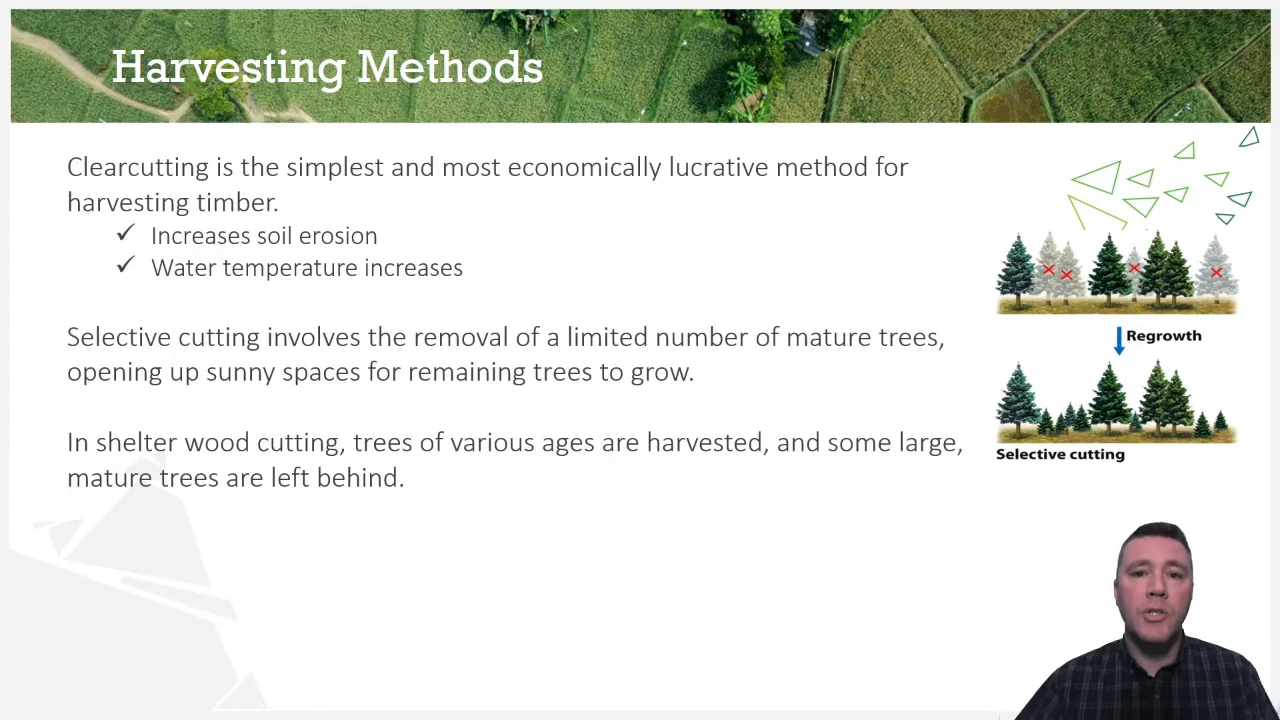 Harvesting Methods
Clearcutting is the simplest and most economically lucrative method for
harvesting timber.
✓ Increases soil erosion
✓ Water temperature increases
Selective cutting involves the removal of a limited number of mature trees,
opening up sunny spaces for remaining trees to grow.
In shelter wood cutting, trees of various ages are harvested, and some large,
mature trees are left behind.
Regrowth
Selective cutting